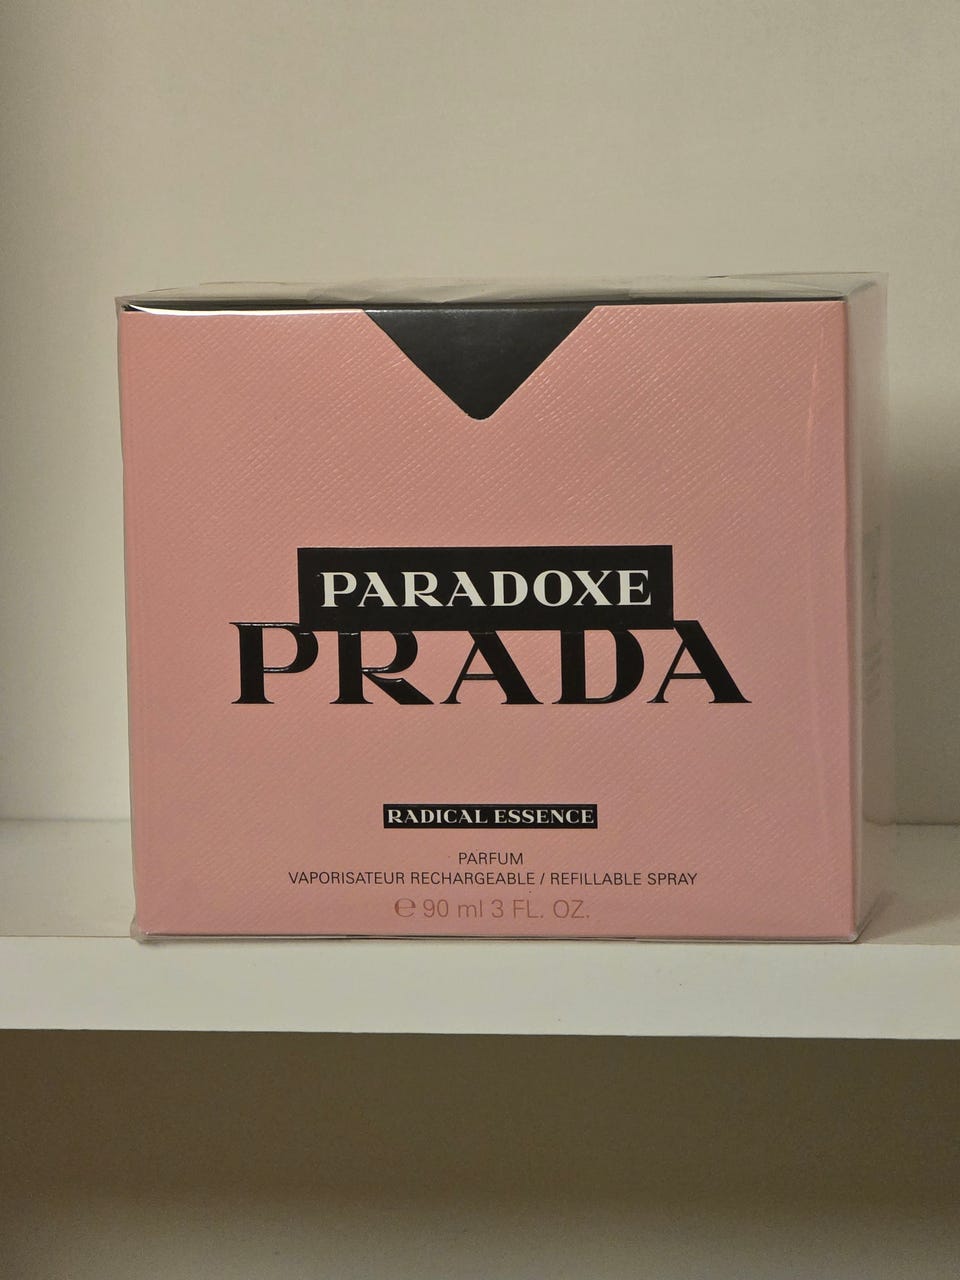 PARADOXE
PRADA
RADICAL ESSENCE
PARFUM
VAPORISATEUR RECHARGEABLE / REFILLABLE SPRAY
℮ 90 ml 3 FL. OZ.